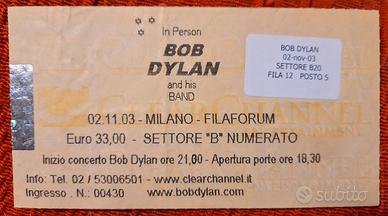 In Person
BOB
DYLAN
and his
BAND
BOB DYLAN
02-nov-03
SETTORE B20
FILA 12 POSTO 5
CLEARCHANNEL
ENTERTAINMENT
02.11.03 - MILANO - FILAFORUM
Euro 33,00 - SETTORE "B" NUMERATO
Inizio concerto Bob Dylan ore 21,00 - Apertura porte ore 18,30
Info: Tel. 02 / 53006501 - www.clearchannel.it
Ingresso . N.: 00430 www.bobdylan.com
subito